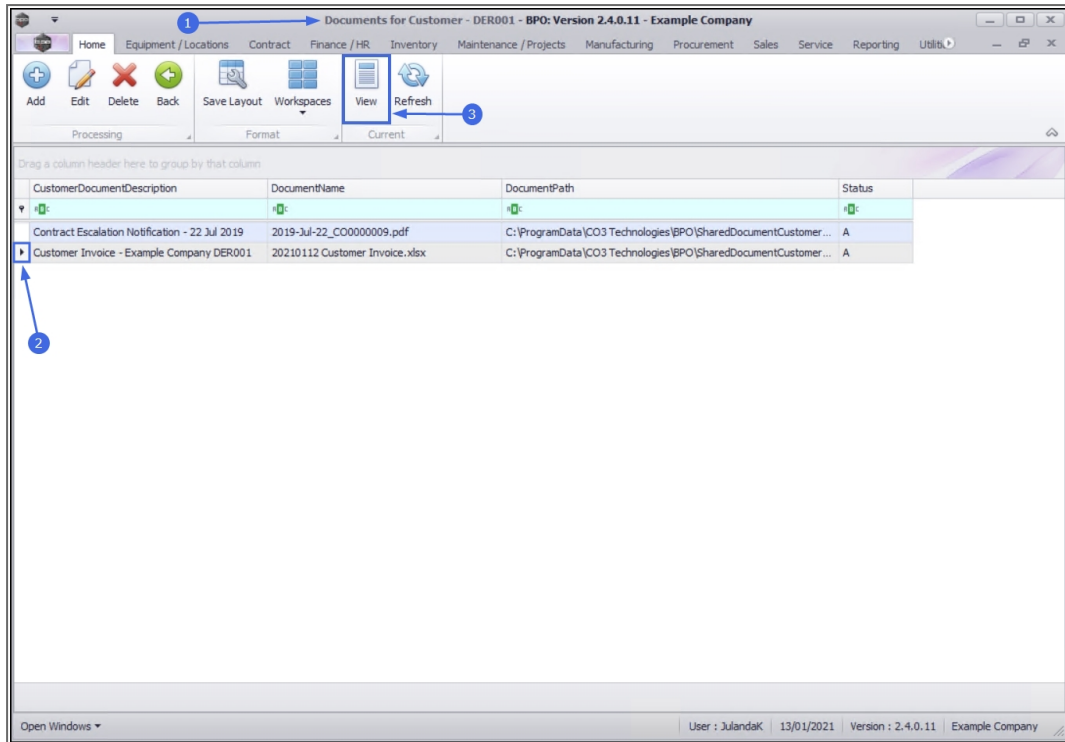 1
Documents for Customer - DER001 - BPO: Version 2.4.0.11 - Example Company
Home Equipment / Locations Contract Finance / HR Inventory Maintenance / Projects Manufacturing Procurement Sales Service Reporting
Add Edit Delete Back Save Layout Workspaces View Refresh
3
Processing Format Current
Drag a column header here to group by that column
CustomerDocumentDescription DocumentName DocumentPath Status
Contract Escalation Notification - 22 Jul 2019 2019-Jul-22_CO0000009.pdf C:\ProgramData\CO3 Technologies\BPO\SharedDocumentCustomer... A
Customer Invoice - Example Company DER001 20210112 Customer Invoice.xlsx C:\ProgramData\CO3 Technologies\BPO\SharedDocumentCustomer... A
2
Open Windows User : JulandaK 13/01/2021 Version : 2.4.0.11 Example Company